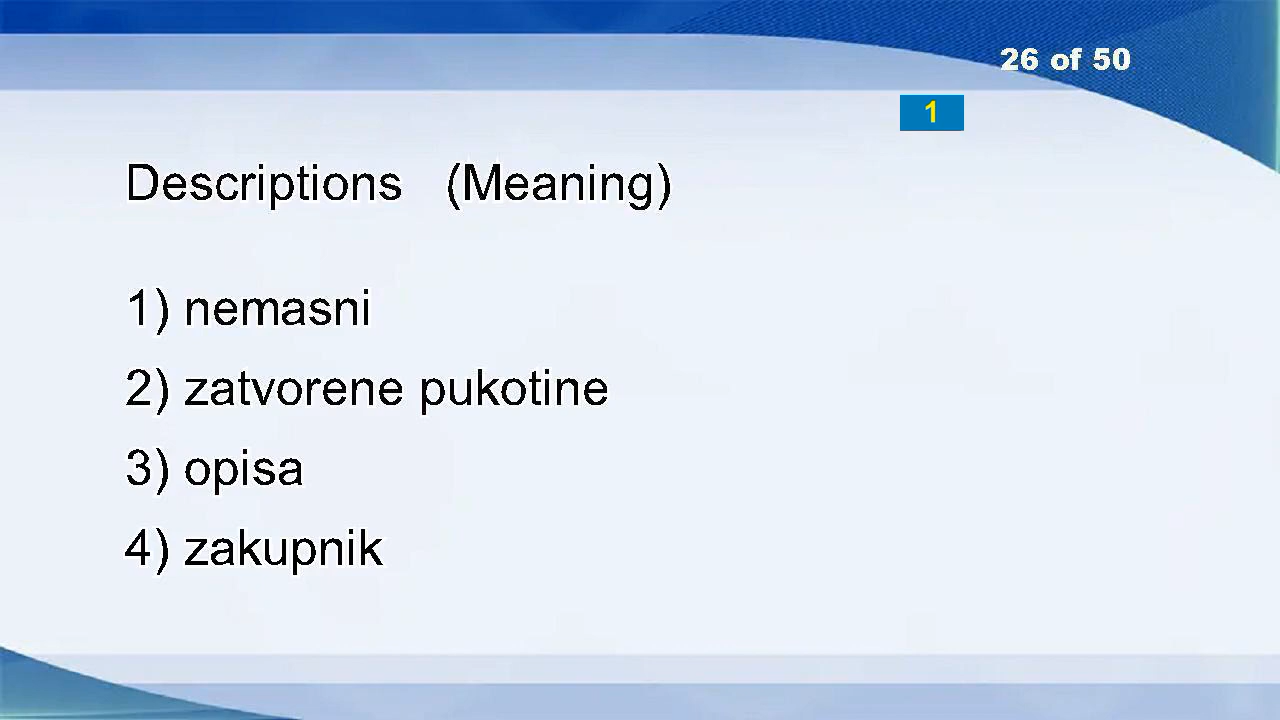 26 of 50
1
Descriptions (Meaning)
1) nemasni
2) zatvorene pukotine
3) opisa
4) zakupnik